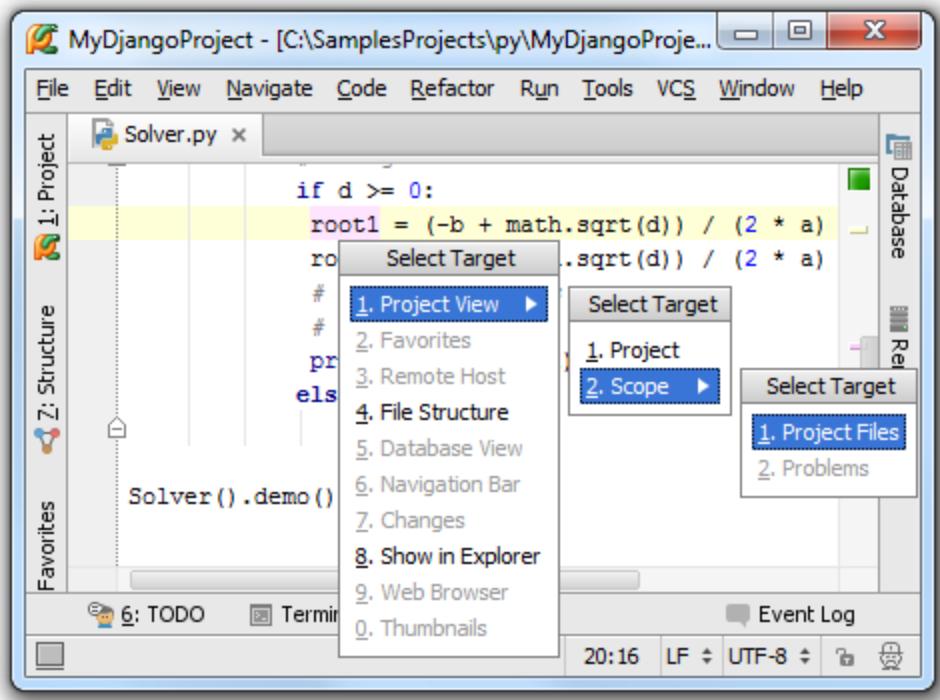 MyDjangoProject - [C:\SamplesProjects\py\MyDjangoProje...
File Edit View Navigate Code Refactor Run Tools VCS Window Help
Solver.py
1: Project
Z: Structure
Favorites
if d >= 0:
root1 = (-b + math.sqrt(d)) / (2 * a)
.sqrt(d)) / (2 * a)
#
#
Solver().demo()
Select Target
1. Project View
2. Favorites
3. Remote Host
4. File Structure
5. Database View
6. Navigation Bar
7. Changes
8. Show in Explorer
9. Web Browser
0. Thumbnails
Select Target
1. Project
2. Scope
Select Target
1. Project Files
2. Problems
Database
6: TODO
Event Log
20:16 LF UTF-8